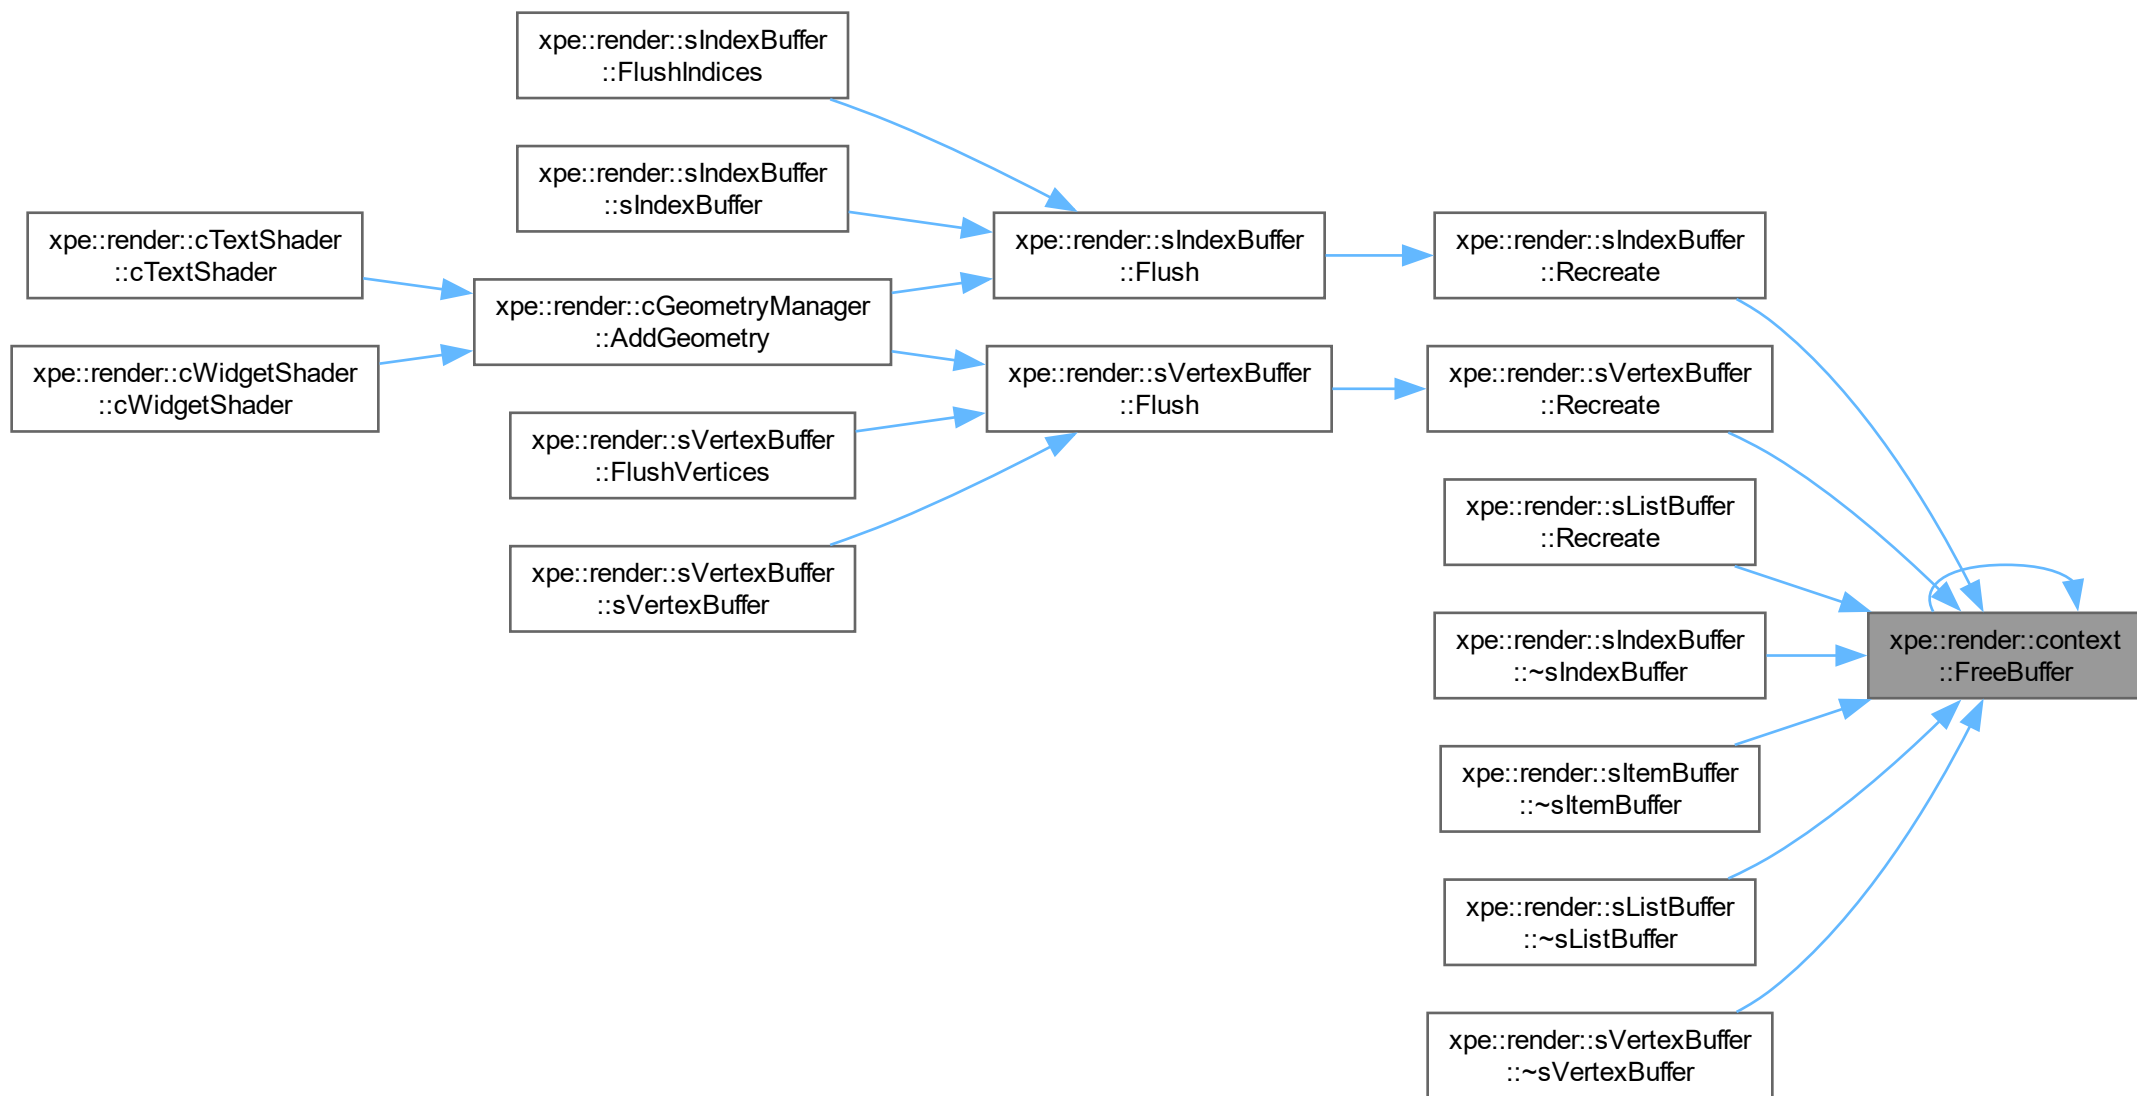 xpe::render::sIndexBuffer
::FlushIndices
xpe::render::sIndexBuffer
::sIndexBuffer
xpe::render::cTextShader
::cTextShader
xpe::render::sIndexBuffer
::Flush
xpe::render::sIndexBuffer
::Recreate
xpe::render::cGeometryManager
::AddGeometry
xpe::render::cWidgetShader
::cWidgetShader
xpe::render::sVertexBuffer
::Flush
xpe::render::sVertexBuffer
::Recreate
xpe::render::sVertexBuffer
::FlushVertices
xpe::render::sListBuffer
::Recreate
xpe::render::sVertexBuffer
::sVertexBuffer
xpe::render::sIndexBuffer
::~sIndexBuffer
xpe::render::context
::FreeBuffer
xpe::render::sItemBuffer
::~sItemBuffer
xpe::render::sListBuffer
::~sListBuffer
xpe::render::sVertexBuffer
::~sVertexBuffer